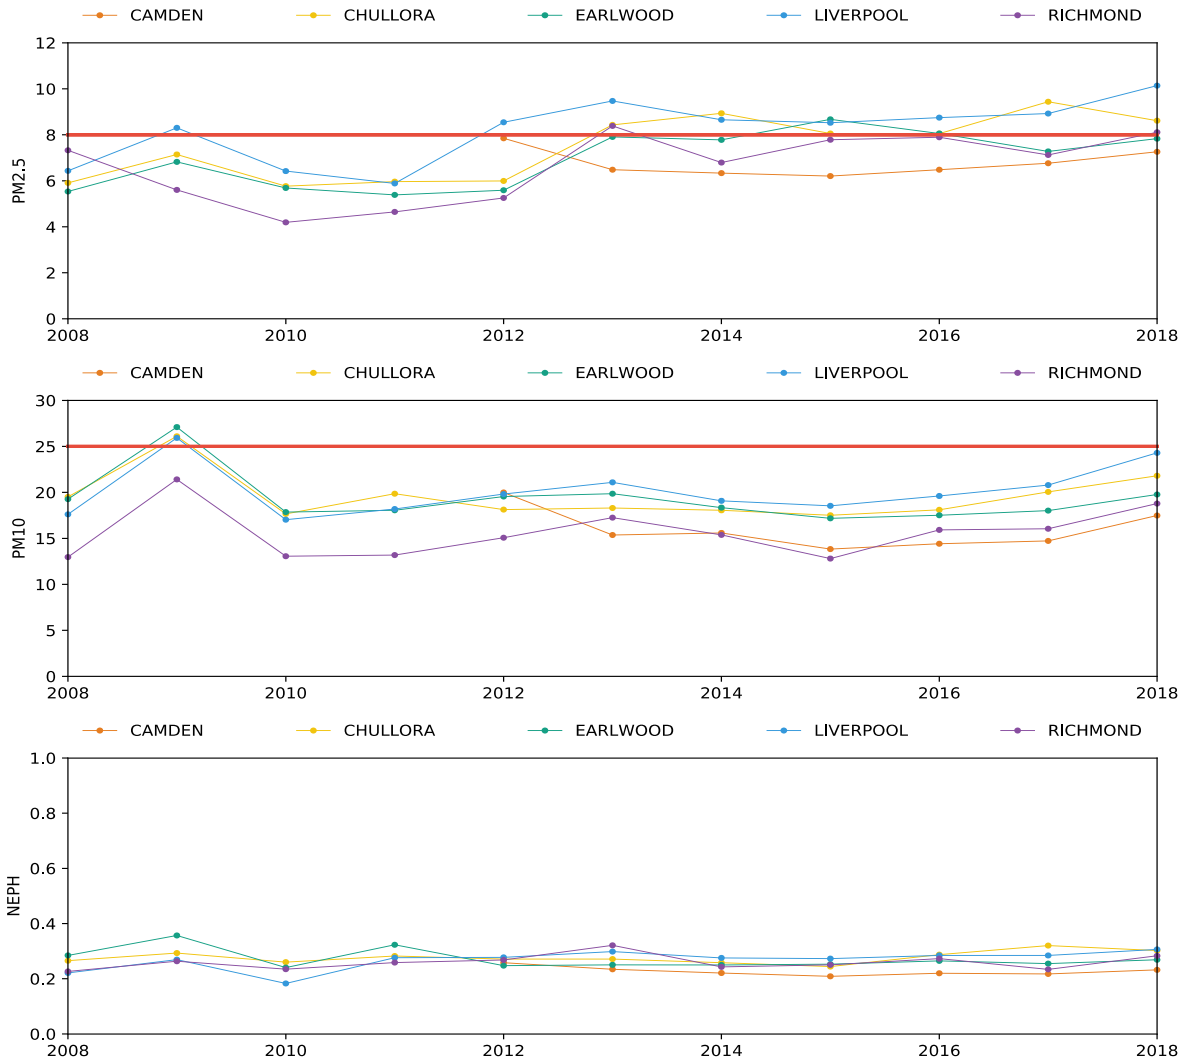 CAMDEN CHULLORA EARLWOOD LIVERPOOL RICHMOND
12
10
8
6
4
2
0
PM2.5
2008 2010 2012 2014 2016 2018
CAMDEN CHULLORA EARLWOOD LIVERPOOL RICHMOND
30
25
20
15
10
5
0
PM10
2008 2010 2012 2014 2016 2018
CAMDEN CHULLORA EARLWOOD LIVERPOOL RICHMOND
1.0
0.8
0.6
0.4
0.2
0.0
NEPH
2008 2010 2012 2014 2016 2018